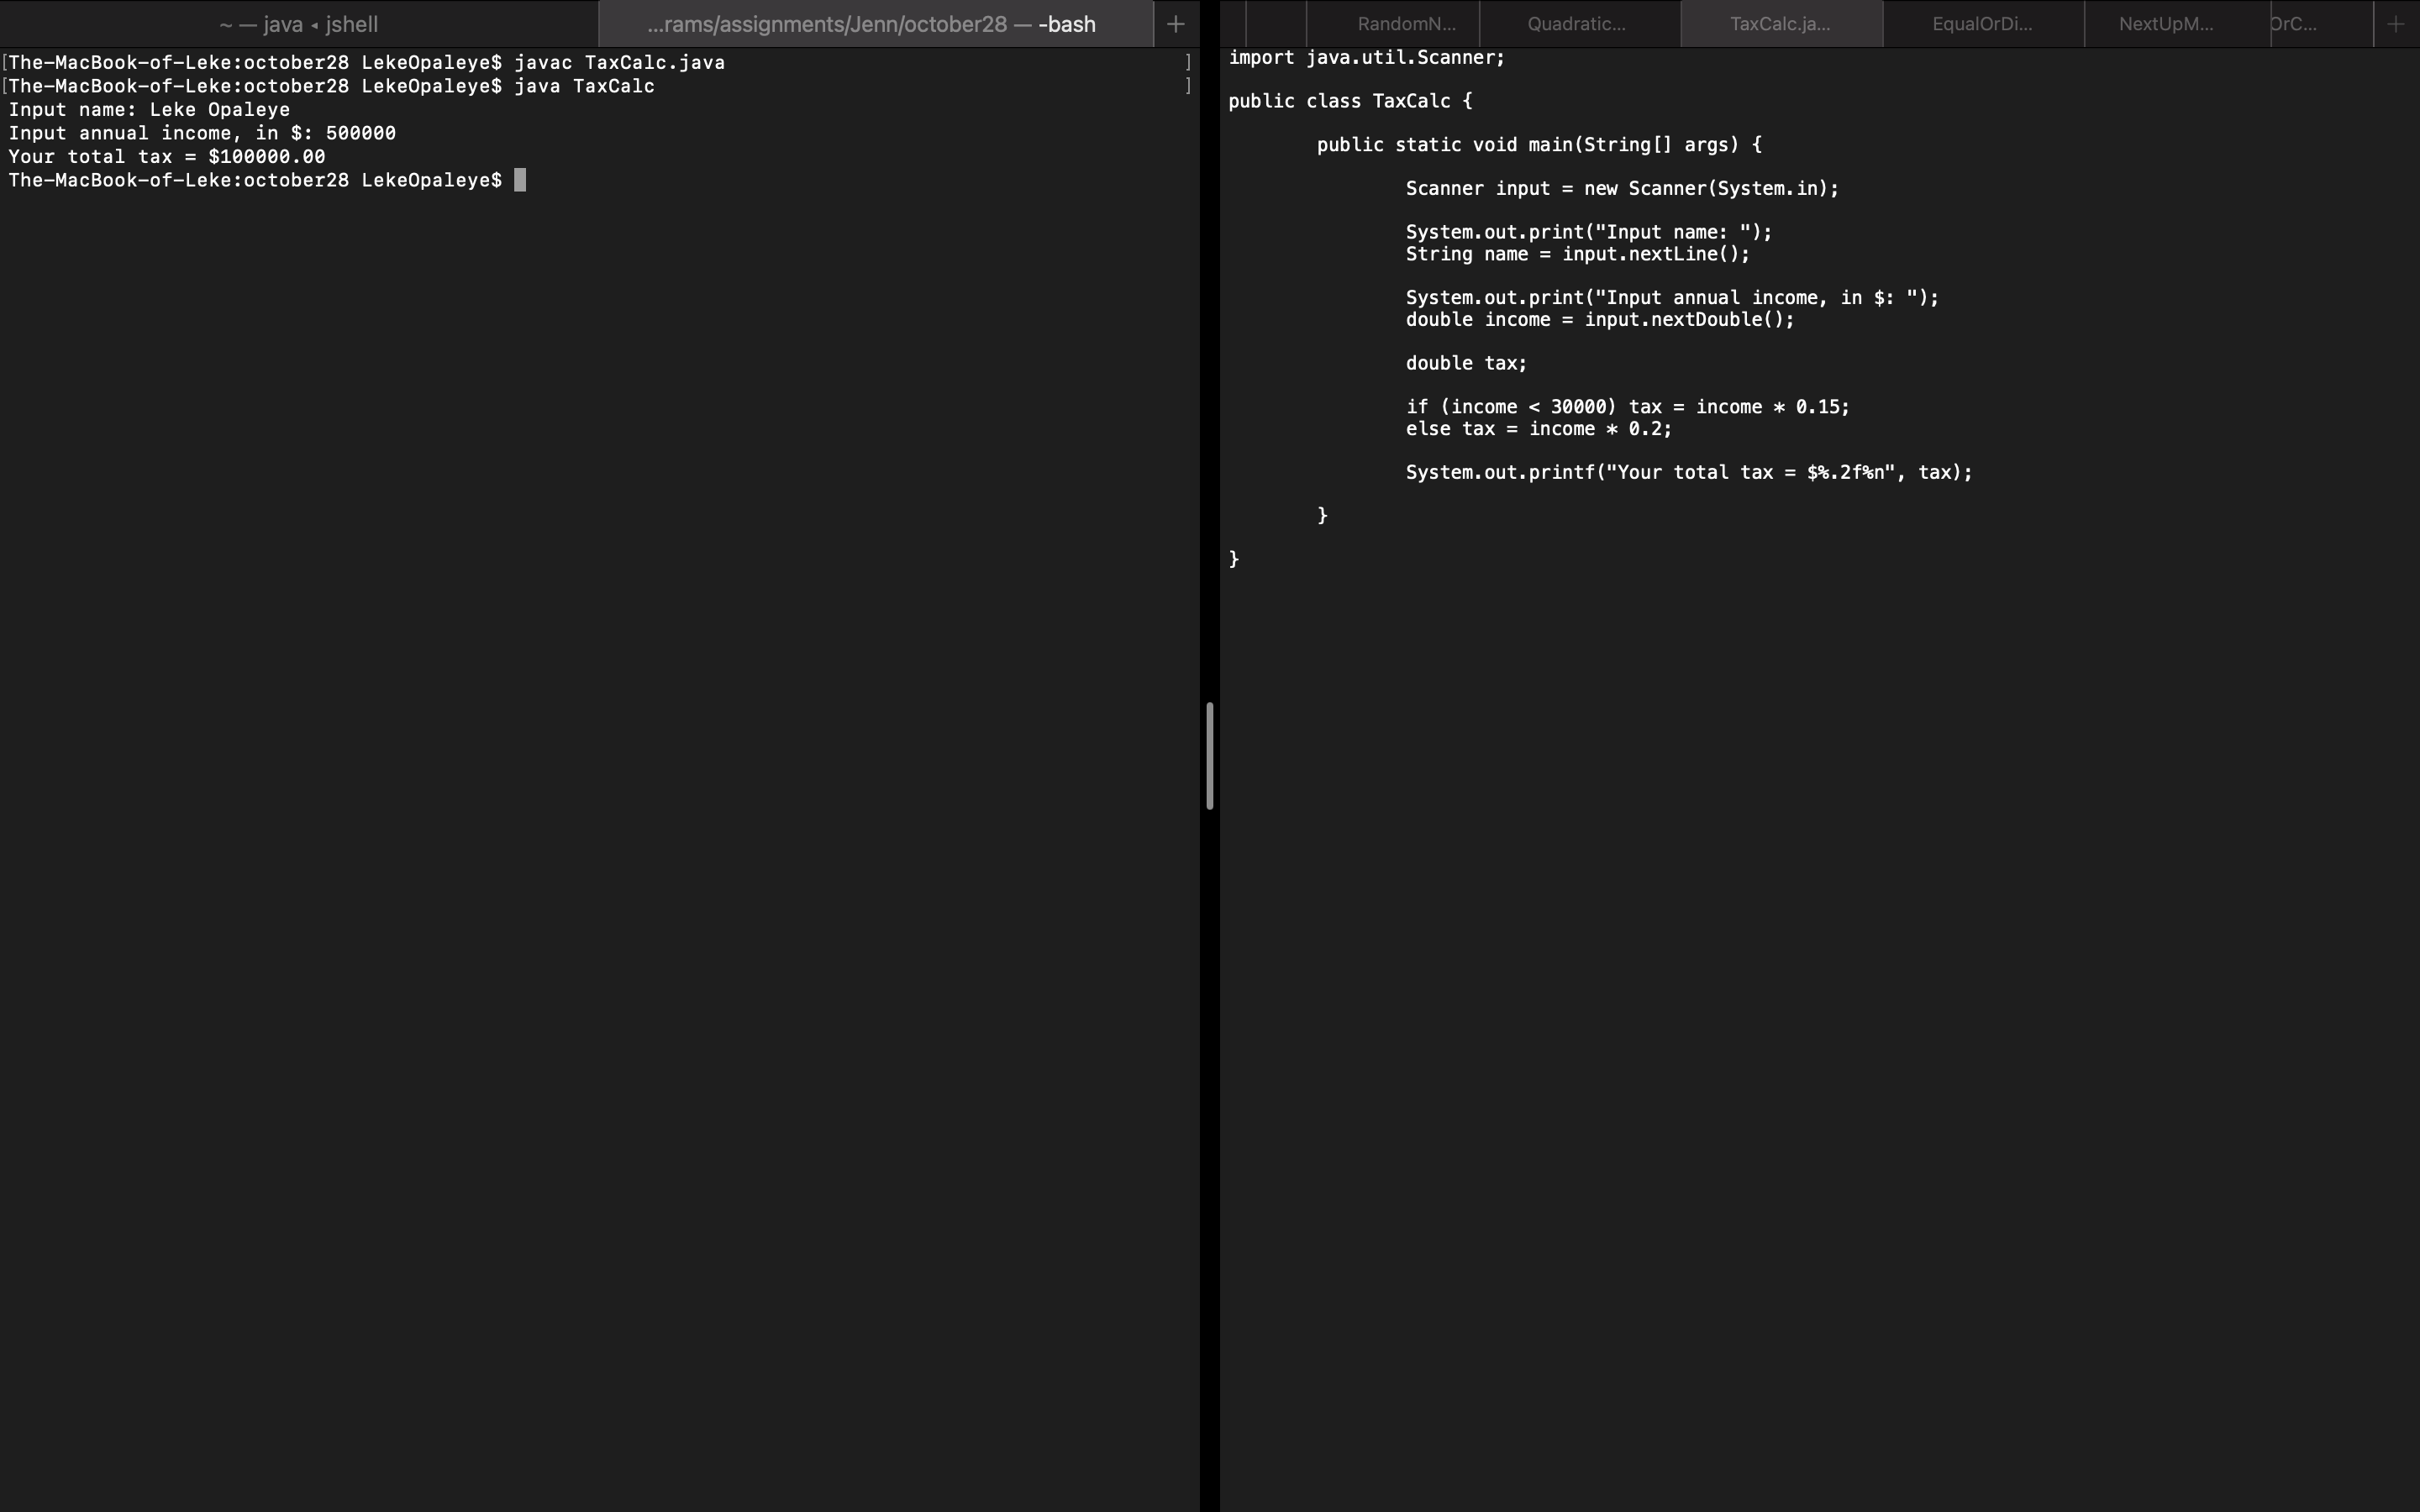 ~ — java ◂ jshell
...rams/assignments/Jenn/october28 — -bash
+
[The-MacBook-of-Leke:october28 LekeOpaleye$ javac TaxCalc.java ]
[The-MacBook-of-Leke:october28 LekeOpaleye$ java TaxCalc ]
Input name: Leke Opaleye
Input annual income, in $: 500000
Your total tax = $100000.00
The-MacBook-of-Leke:october28 LekeOpaleye$
RandomN...
Quadratic...
TaxCalc.ja...
EqualOrDi...
NextUpM...
OrC...
+
import java.util.Scanner;
public class TaxCalc {
public static void main(String[] args) {
Scanner input = new Scanner(System.in);
System.out.print("Input name: ");
String name = input.nextLine();
System.out.print("Input annual income, in $: ");
double income = input.nextDouble();
double tax;
if (income < 30000) tax = income * 0.15;
else tax = income * 0.2;
System.out.printf("Your total tax = $%.2f%n", tax);
}
}